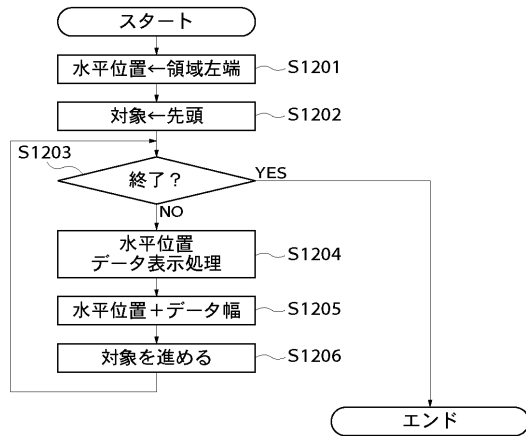 スタート
水平位置←領域左端
S1201
対象←先頭
S1202
S1203
終了？
YES
NO
水平位置
データ表示処理
S1204
水平位置＋データ幅
S1205
対象を進める
S1206
エンド